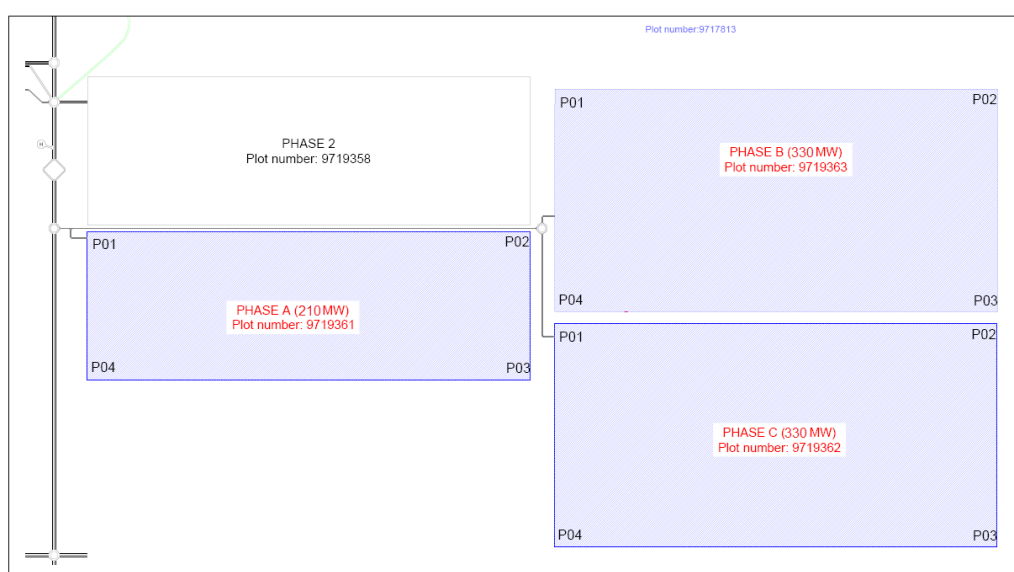 Plot number:9717813
PHASE 2
Plot number: 9719358
P01
P02
PHASE B (330 MW)
Plot number: 9719363
P04
P03
P01
P02
PHASE A (210 MW)
Plot number: 9719361
P04
P03
P01
P02
PHASE C (330 MW)
Plot number: 9719362
P04
P03